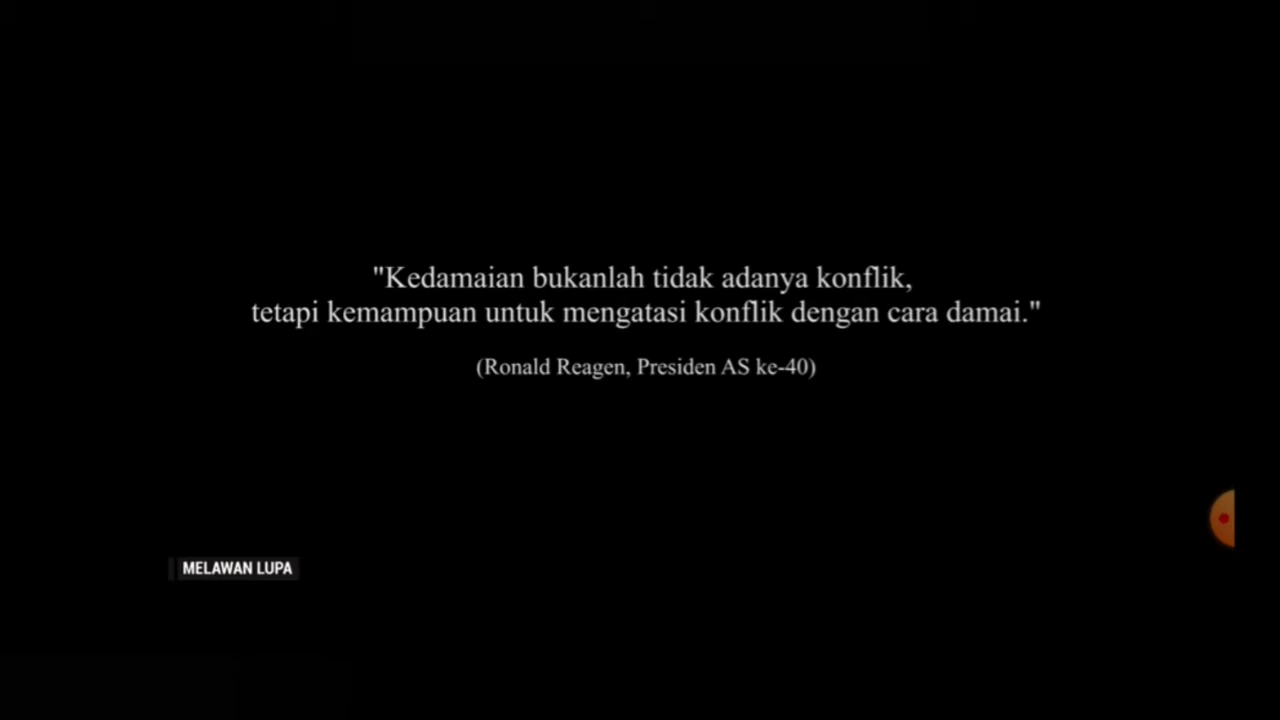 "Kedamaian bukanlah tidak adanya konflik,
tetapi kemampuan untuk mengatasi konflik dengan cara damai."
(Ronald Reagen, Presiden AS ke-40)
MELAWAN LUPA